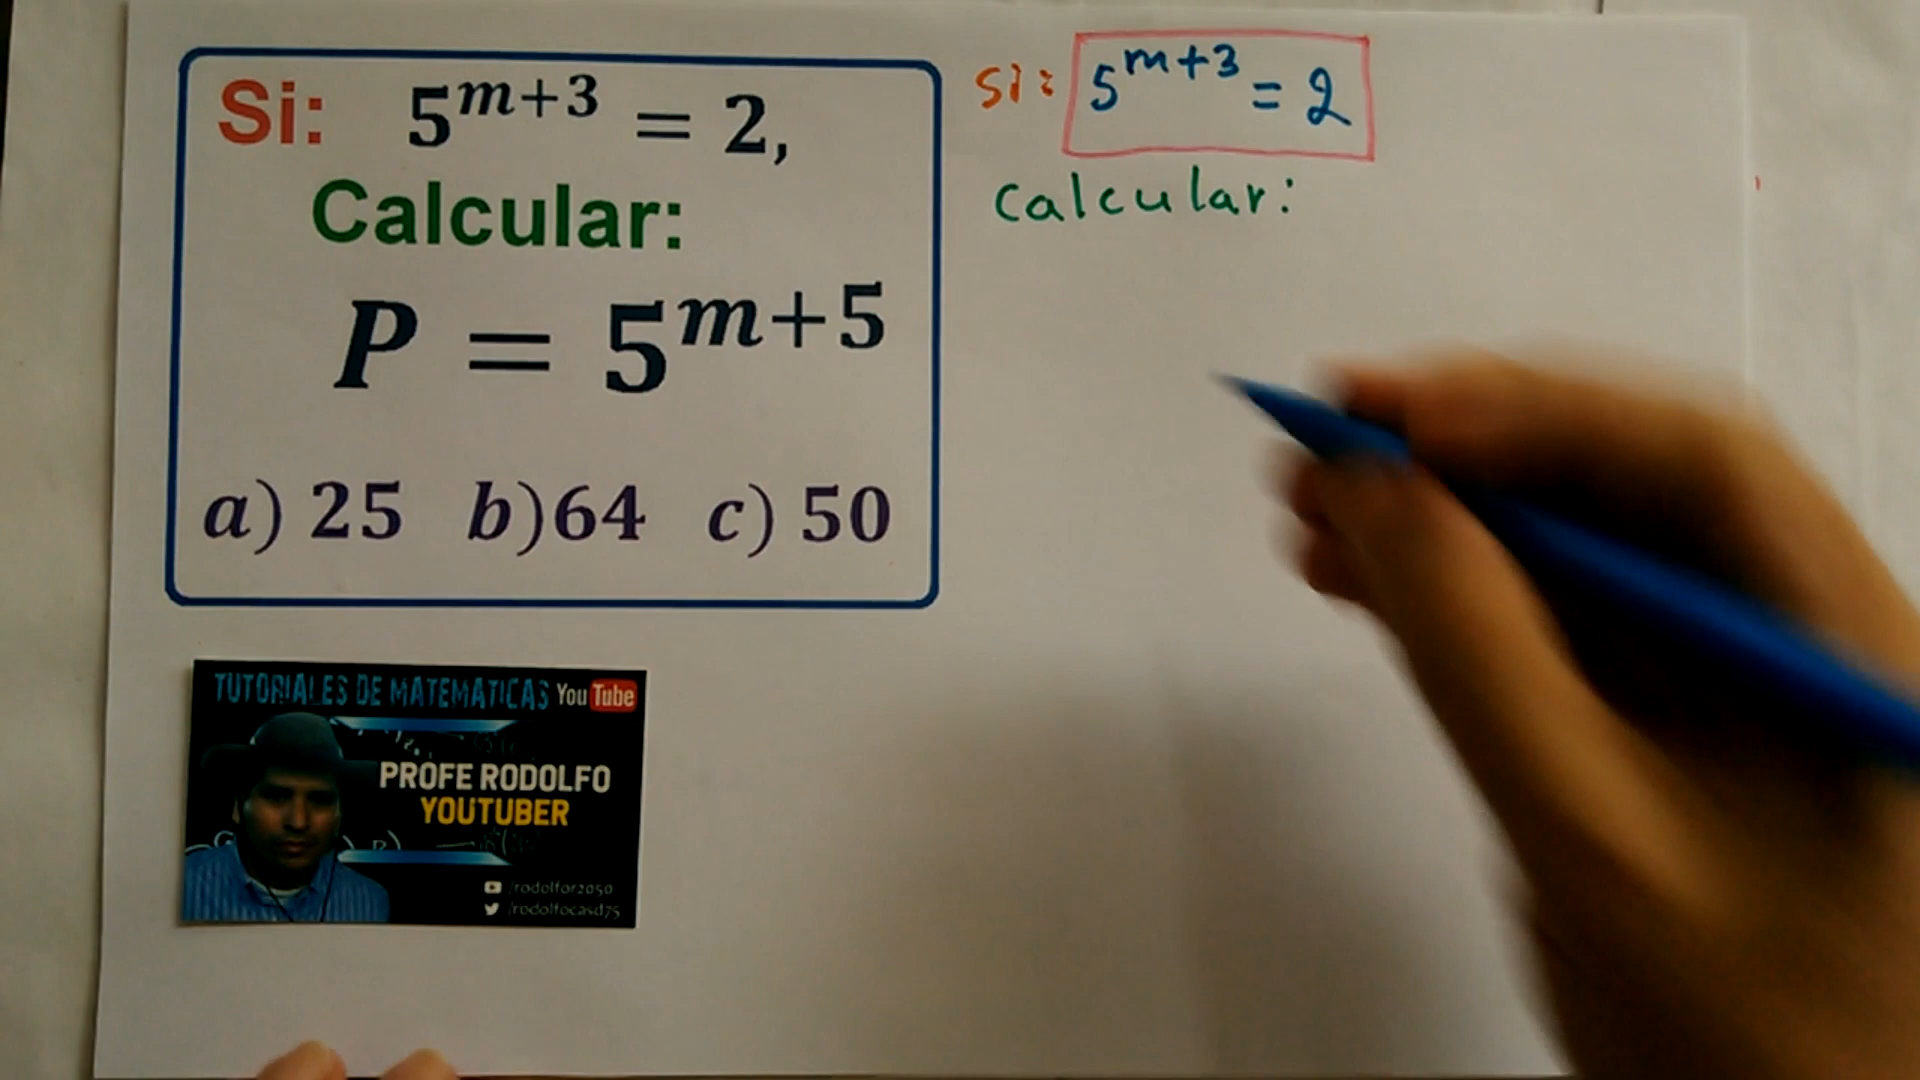 Si: 5^{m+3} = 2,
Calcular:
P = 5^{m+5}
a) 25 b)64 c) 50
Si: 5^{m+3} = 2
Calcular:
TUTORIALES DE MATEMATICAS YouTube
PROFE RODOLFO
YOUTUBER
/rodolfor2050
/rodolfocasd75